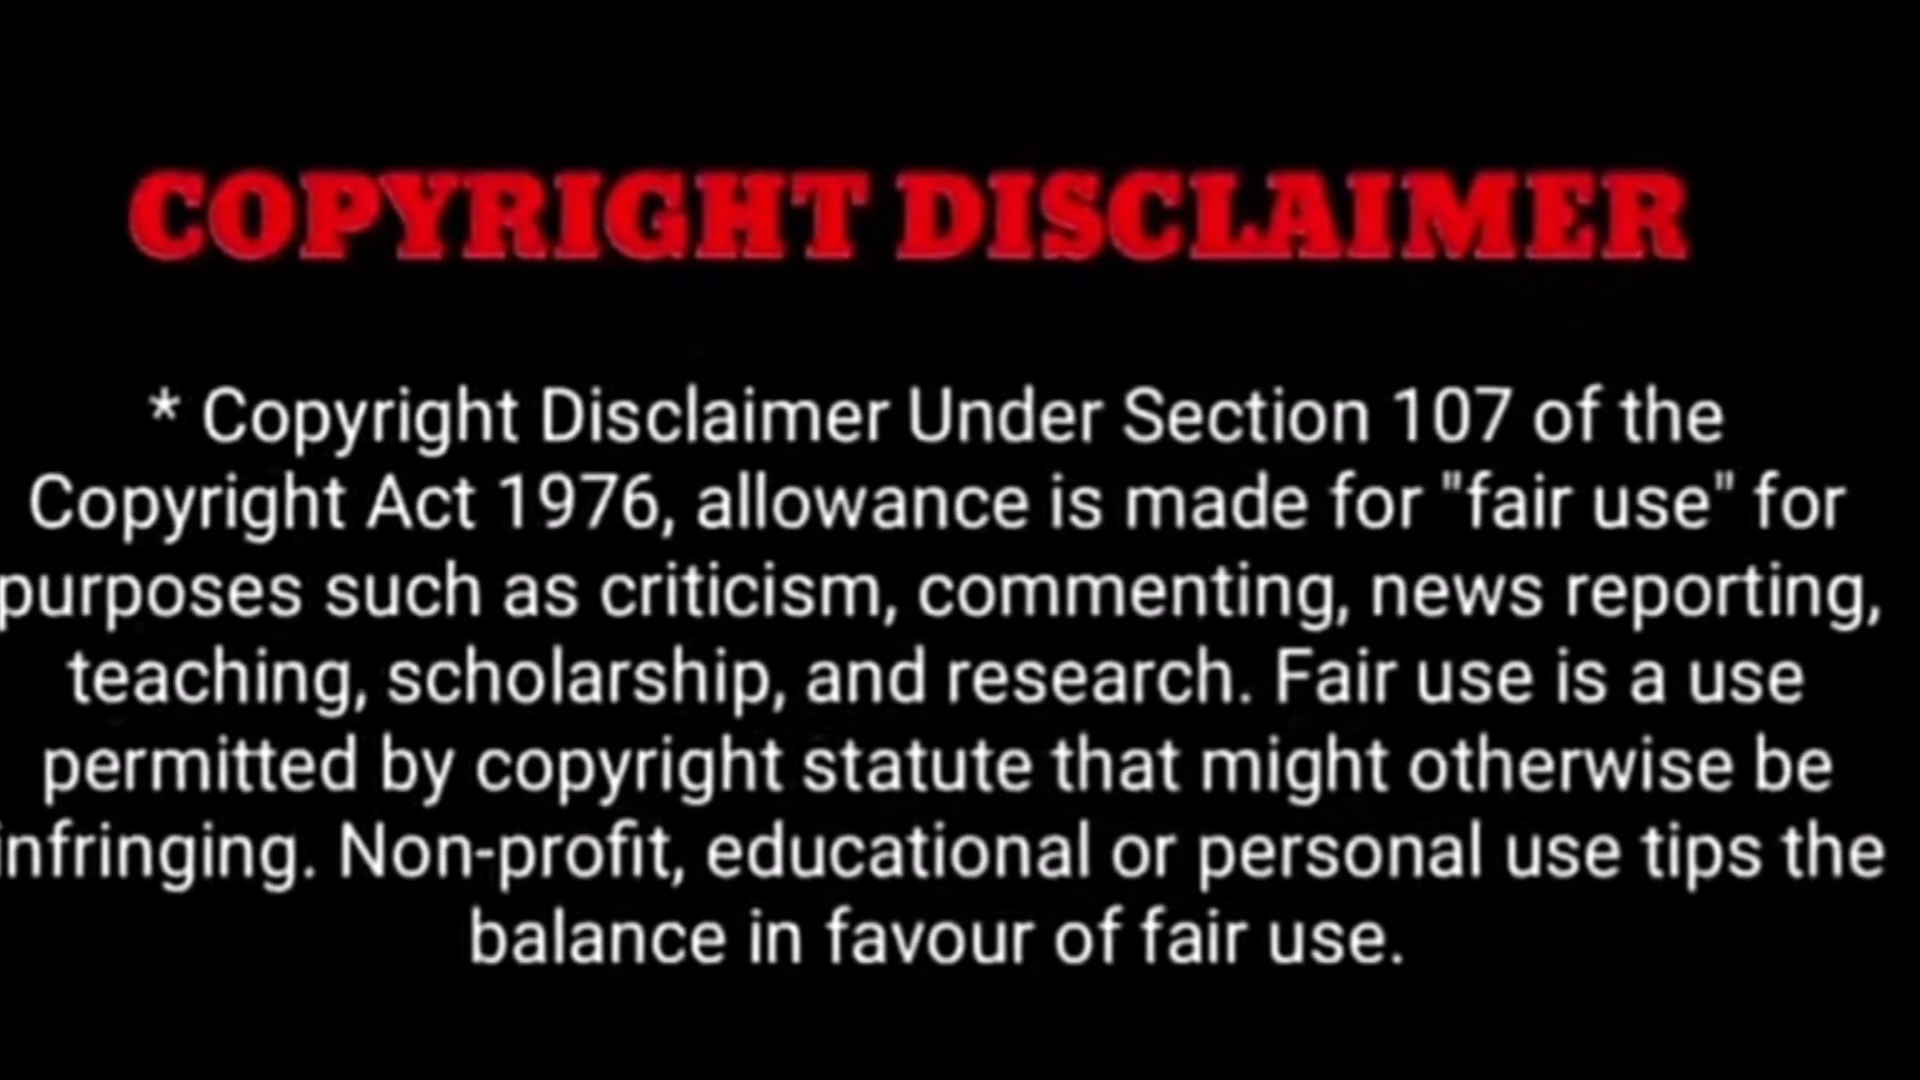 COPYRIGHT DISCLAIMER
* Copyright Disclaimer Under Section 107 of the
Copyright Act 1976, allowance is made for "fair use" for
purposes such as criticism, commenting, news reporting,
teaching, scholarship, and research. Fair use is a use
permitted by copyright statute that might otherwise be
infringing. Non-profit, educational or personal use tips the
balance in favour of fair use.